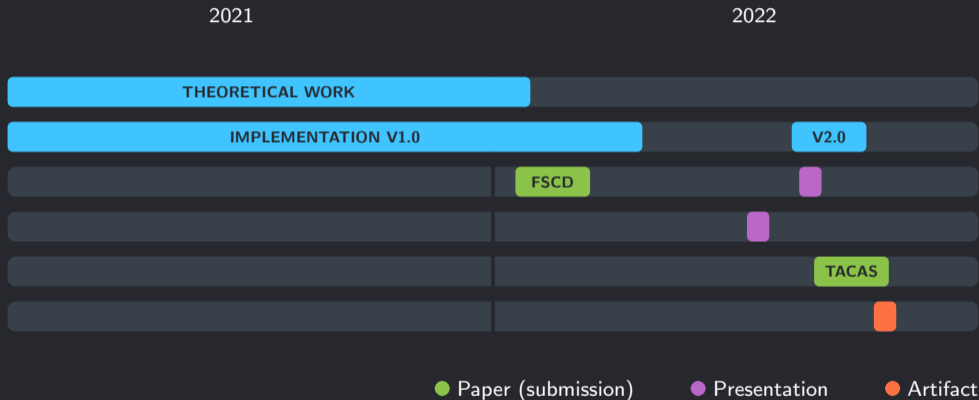 2021 2022
THEORETICAL WORK
IMPLEMENTATION V1.0 V2.0
FSCD
TACAS
Paper (submission) Presentation Artifact